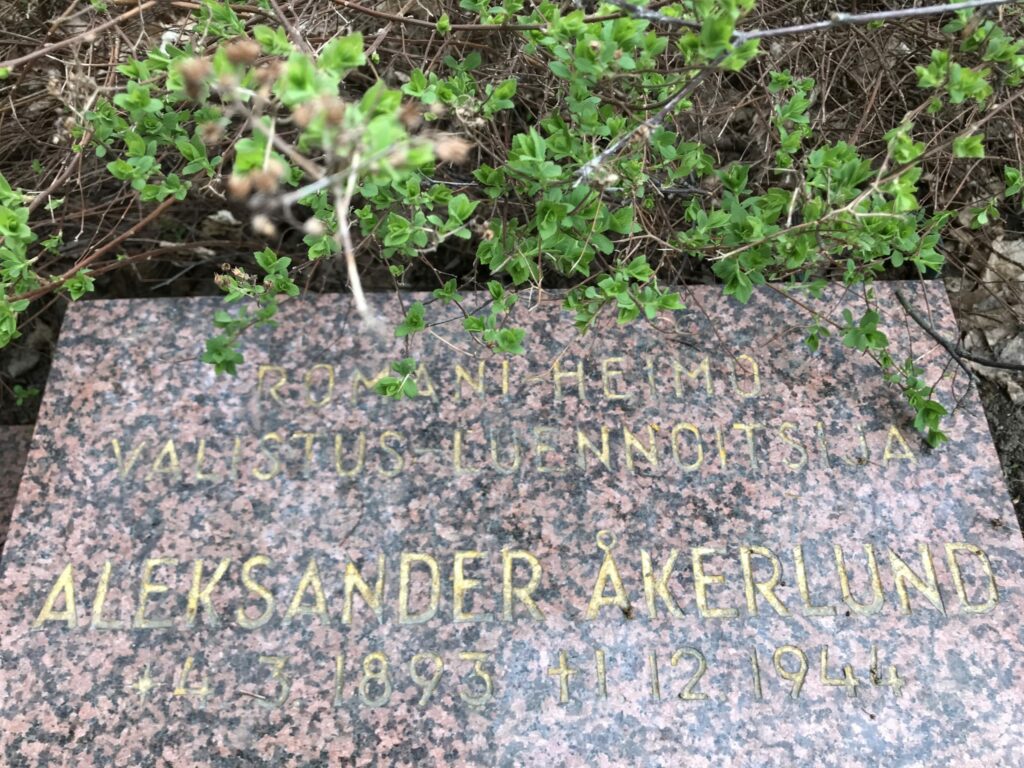 ROMANI-HEIMO
VALISTUS-LUENNOITSIJA
ALEKSANDER ÅKERLUND
* 4 3 1893 † 1 12 1944